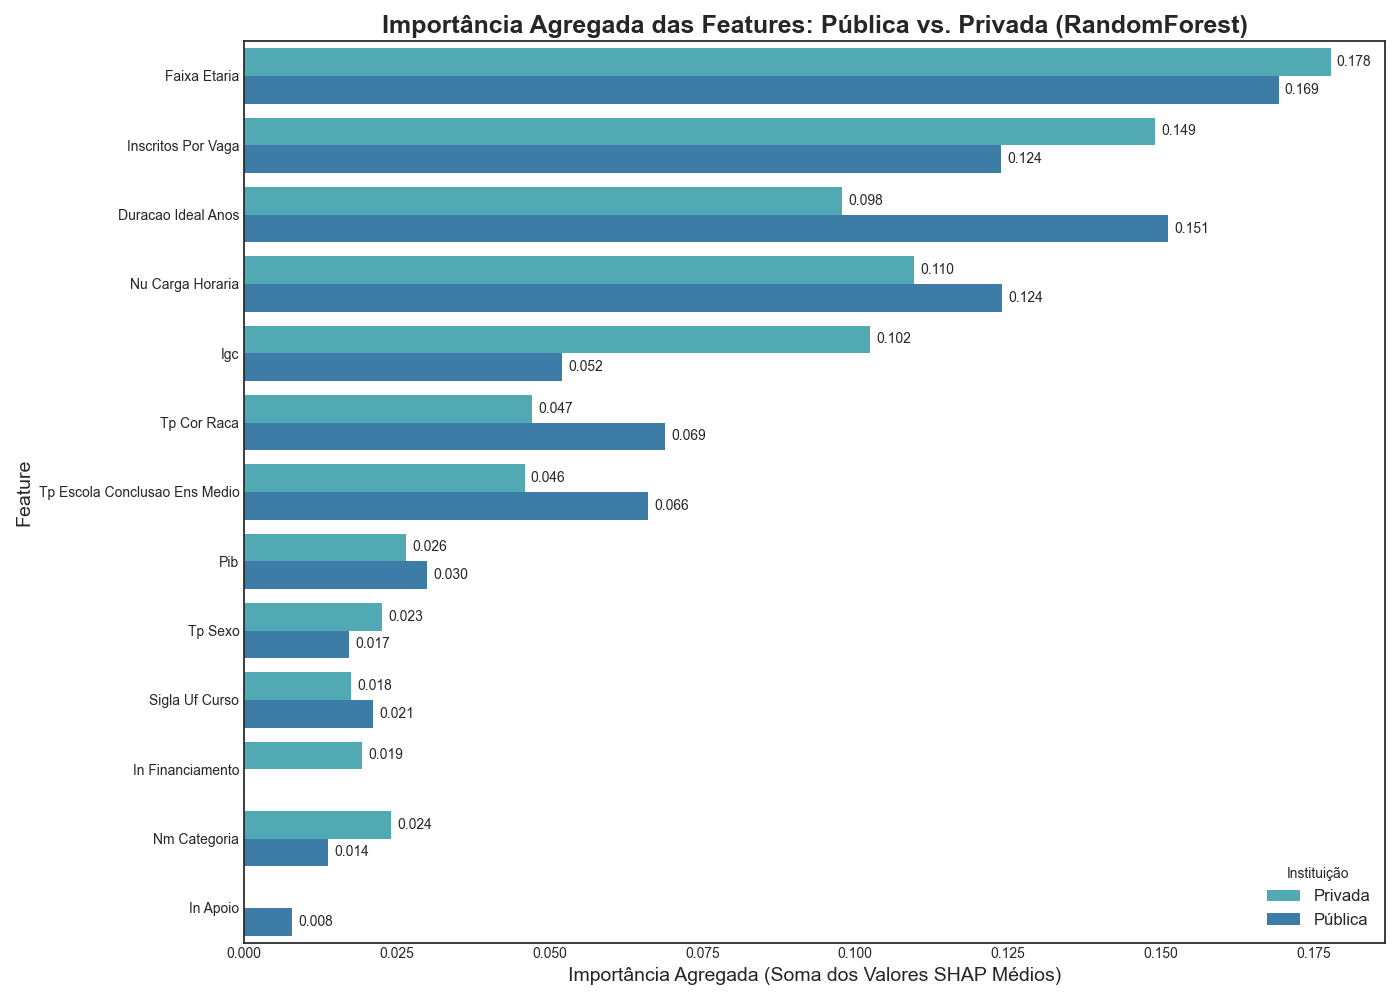 Importância Agregada das Features: Pública vs. Privada (RandomForest)
Feature
Faixa Etaria
0.178
0.169
Inscritos Por Vaga
0.149
0.124
Duracao Ideal Anos
0.098
0.151
Nu Carga Horaria
0.110
0.124
Igc
0.102
0.052
Tp Cor Raca
0.047
0.069
Tp Escola Conclusao Ens Medio
0.046
0.066
Pib
0.026
0.030
Tp Sexo
0.023
0.017
Sigla Uf Curso
0.018
0.021
In Financiamento
0.019
Nm Categoria
0.024
0.014
In Apoio
0.008
Instituição
Privada
Pública
0.000 0.025 0.050 0.075 0.100 0.125 0.150 0.175
Importância Agregada (Soma dos Valores SHAP Médios)